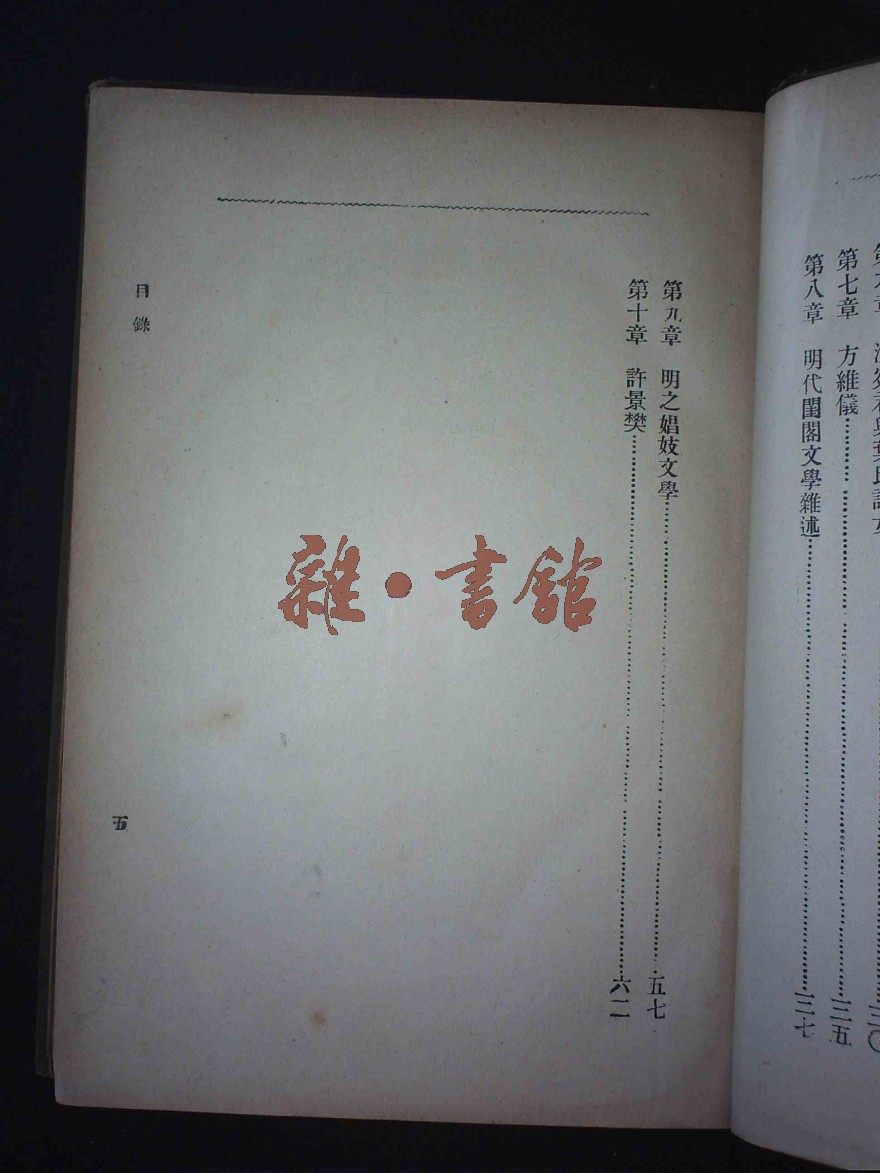 第七章　方維儀……三五
第八章　明代閨閣文學雜述……三七
第九章　明之娼妓文學……五七
第十章　許景樊……六二
目錄
五
雜·書館